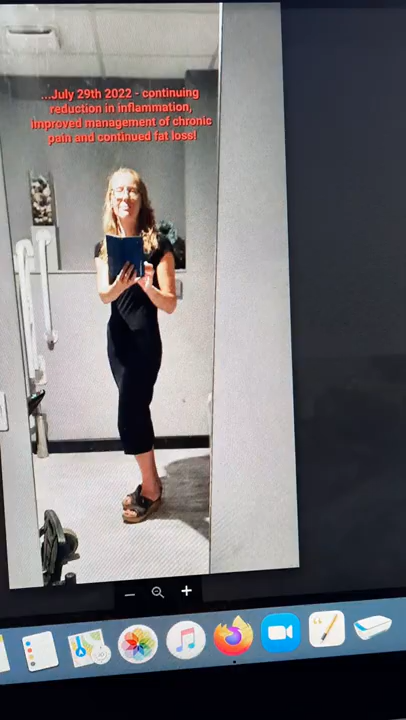 ...July 29th 2022 - continuing
reduction in inflammation,
improved management of chronic
pain and continued fat loss!